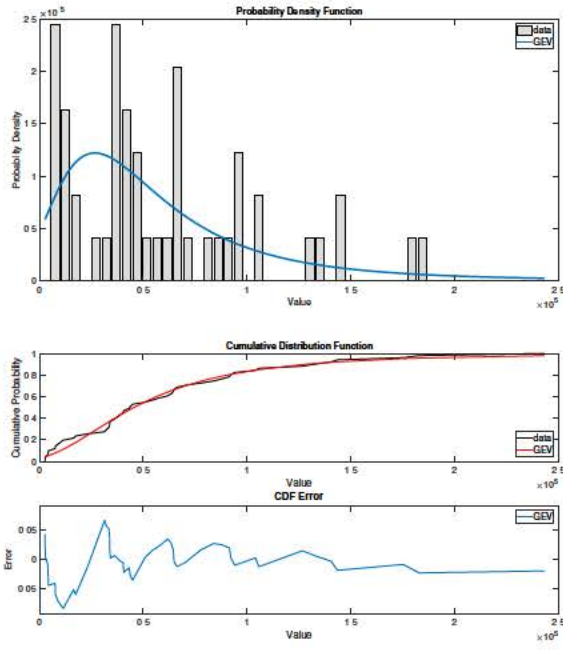 Probability Density Function
×10⁵
2 5
2
1 5
1
0 5
0
Probability Density
data
GEV
0
0 5
1
1 5
2
2 5
Value
×10⁵
Cumulative Distribution Function
1
0 8
0 6
0 4
0 2
0
Cumulative Probability
data
GEV
0
0 5
1
1 5
2
2 5
Value
×10⁵
CDF Error
0 05
0
0 05
Error
GEV
0
0 5
1
1 5
2
2 5
Value
×10⁵